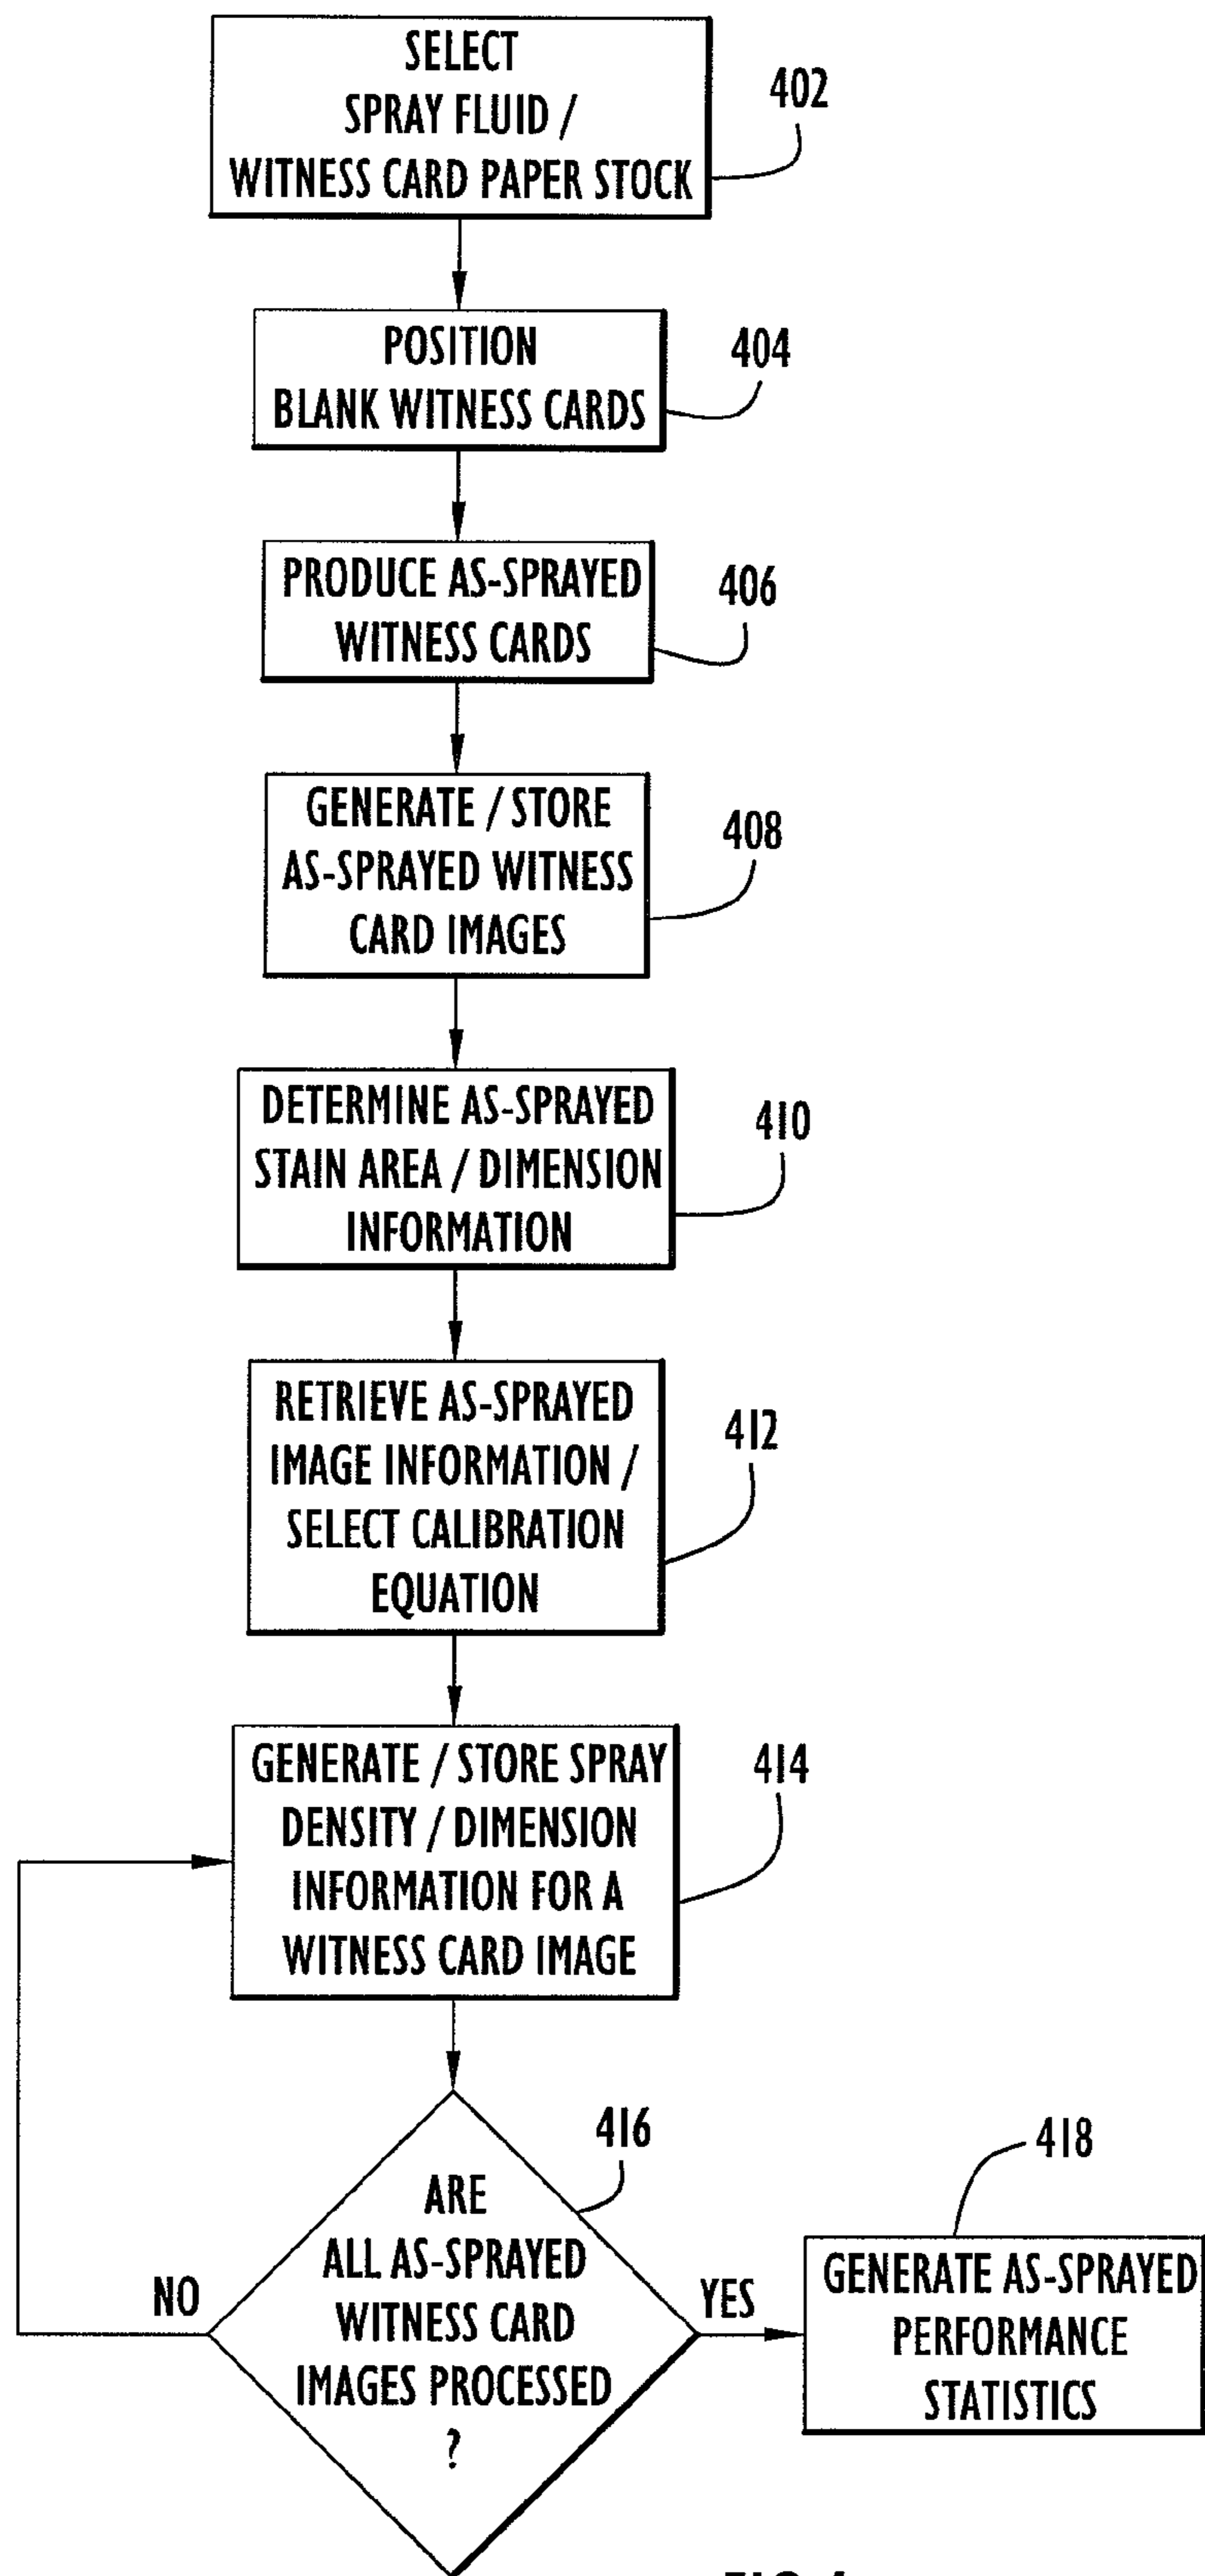 SELECT
SPRAY FLUID /
WITNESS CARD PAPER STOCK
402
POSITION
BLANK WITNESS CARDS
404
PRODUCE AS-SPRAYED
WITNESS CARDS
406
GENERATE / STORE
AS-SPRAYED WITNESS
CARD IMAGES
408
DETERMINE AS-SPRAYED
STAIN AREA / DIMENSION
INFORMATION
410
RETRIEVE AS-SPRAYED
IMAGE INFORMATION /
SELECT CALIBRATION
EQUATION
412
GENERATE / STORE SPRAY
DENSITY / DIMENSION
INFORMATION FOR A
WITNESS CARD IMAGE
414
ARE
ALL AS-SPRAYED
WITNESS CARD
IMAGES PROCESSED
?
416
NO
YES
GENERATE AS-SPRAYED
PERFORMANCE
STATISTICS
418